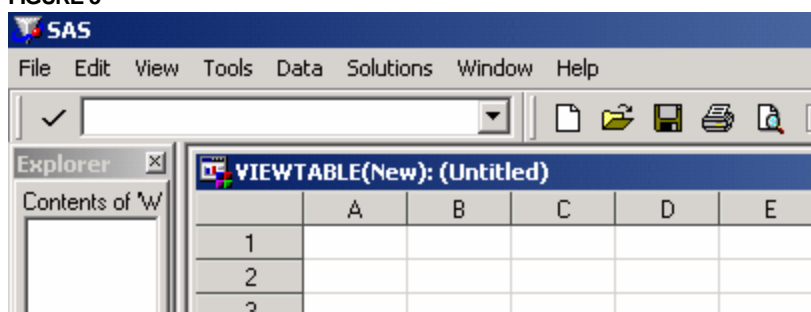 SAS
File Edit View Tools Data Solutions Window Help
Explorer
VIEWTABLE(New): (Untitled)
Contents of 'W
A B C D E
1
2